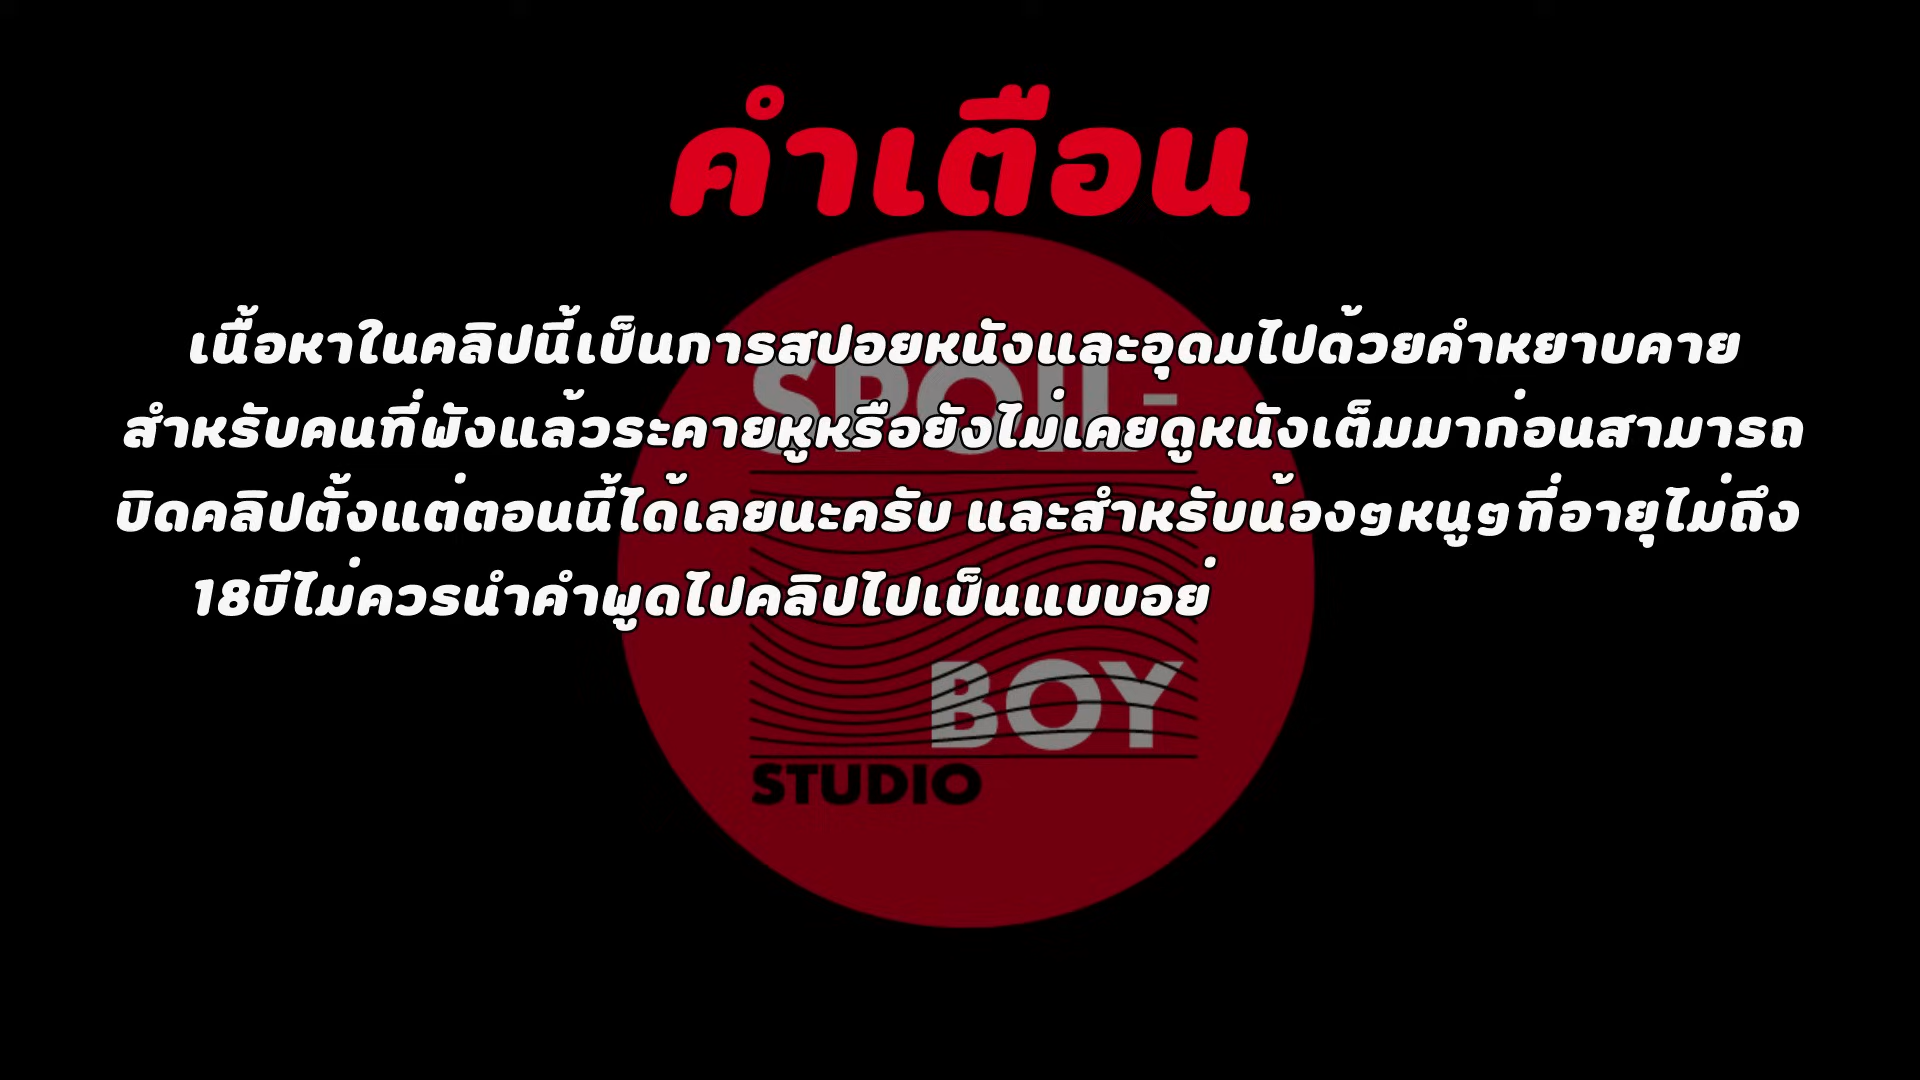 คำเตือน
เนื้อหาในคลิปนี้เป็นการสปอยหนังและอุดมไปด้วยคำหยาบคาย
สำหรับคนที่ฟังแล้วระคายหูหรือยังไม่เคยดูหนังเต็มมาก่อนสามารถ
ปิดคลิปตั้งแต่ตอนนี้ได้เลยนะครับ และสำหรับน้องๆหนูๆที่อายุไม่ถึง
18ปีไม่ควรนำคำพูดไปคลิปไปเป็นแบบอย่
SPOIL-
BOY
STUDIO